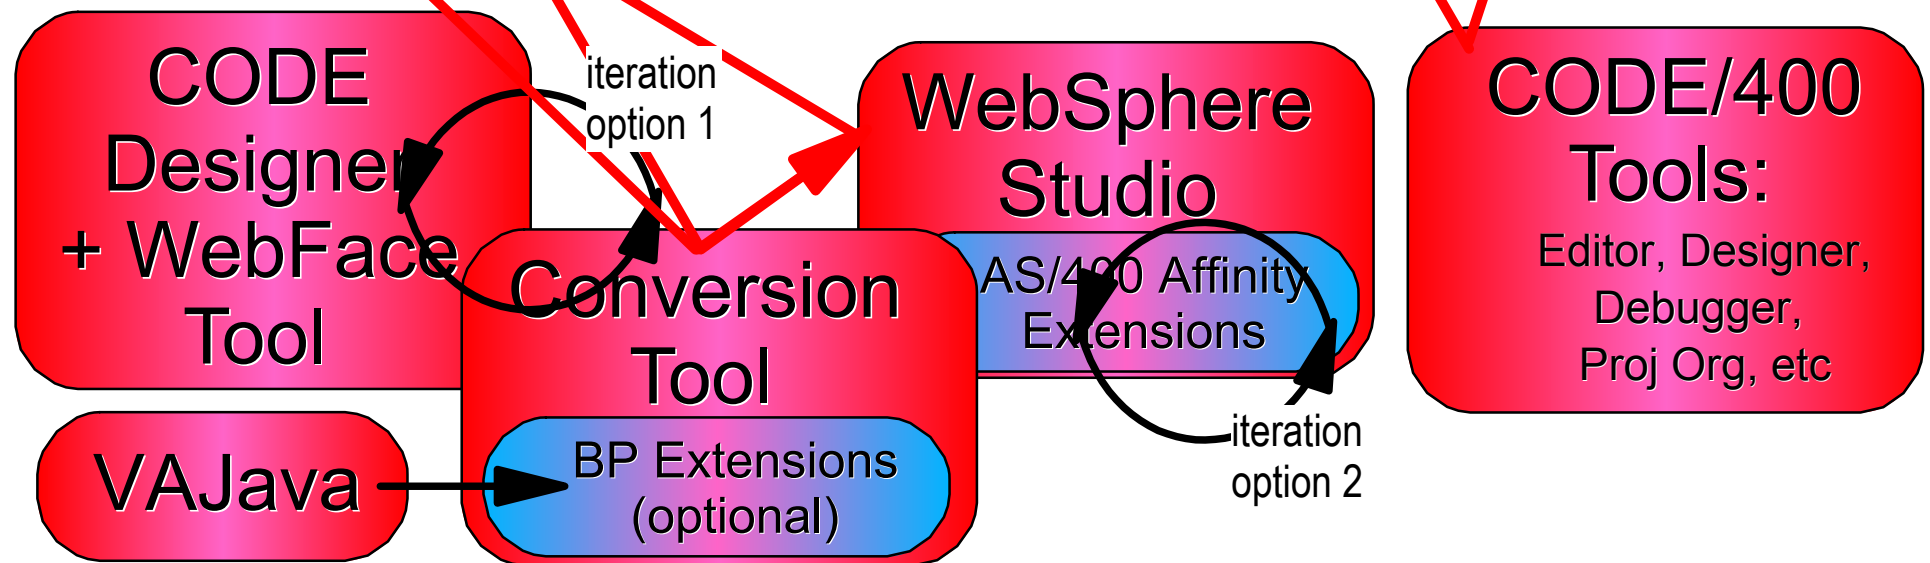 CODE
Designer
+ WebFace
Tool
iteration
option 1
WebSphere
Studio
AS/400 Affinity
Extensions
iteration
option 2
CODE/400
Tools:
Editor, Designer,
Debugger,
Proj Org, etc
Conversion
Tool
BP Extensions
(optional)
VAJava